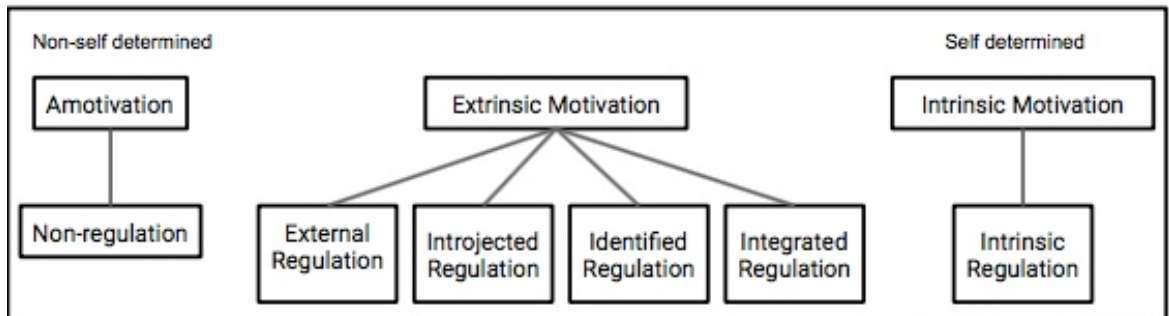 Non-self determined
Self determined
Amotivation
Extrinsic Motivation
Intrinsic Motivation
Non-regulation
External
Regulation
Introjected
Regulation
Identified
Regulation
Integrated
Regulation
Intrinsic
Regulation